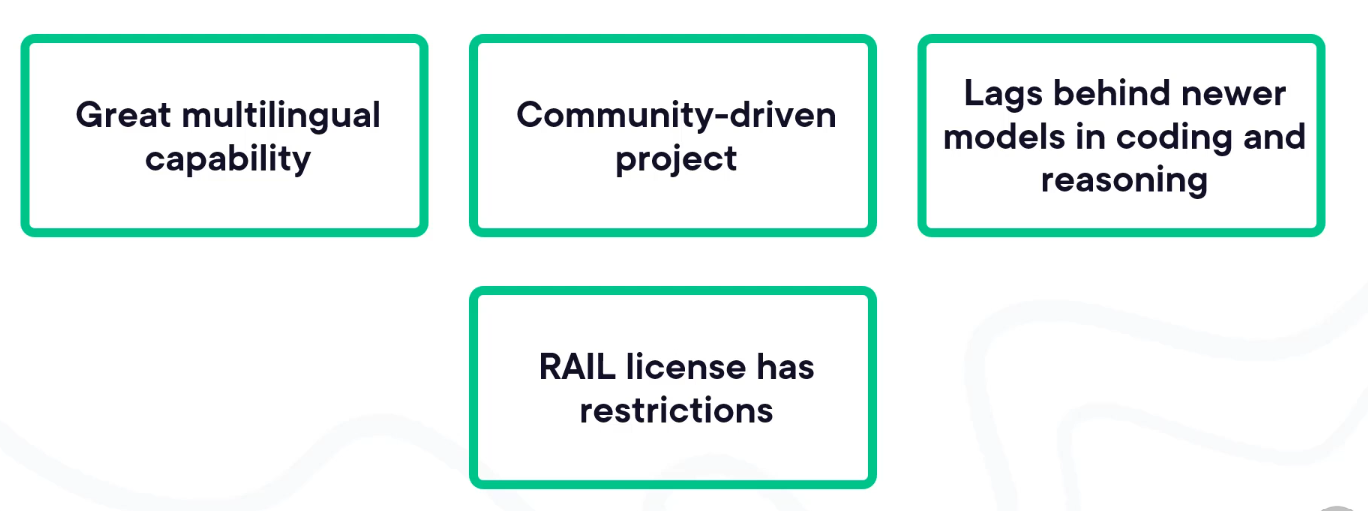 Great multilingual
capability
Community-driven
project
Lags behind newer
models in coding and
reasoning
RAIL license has
restrictions